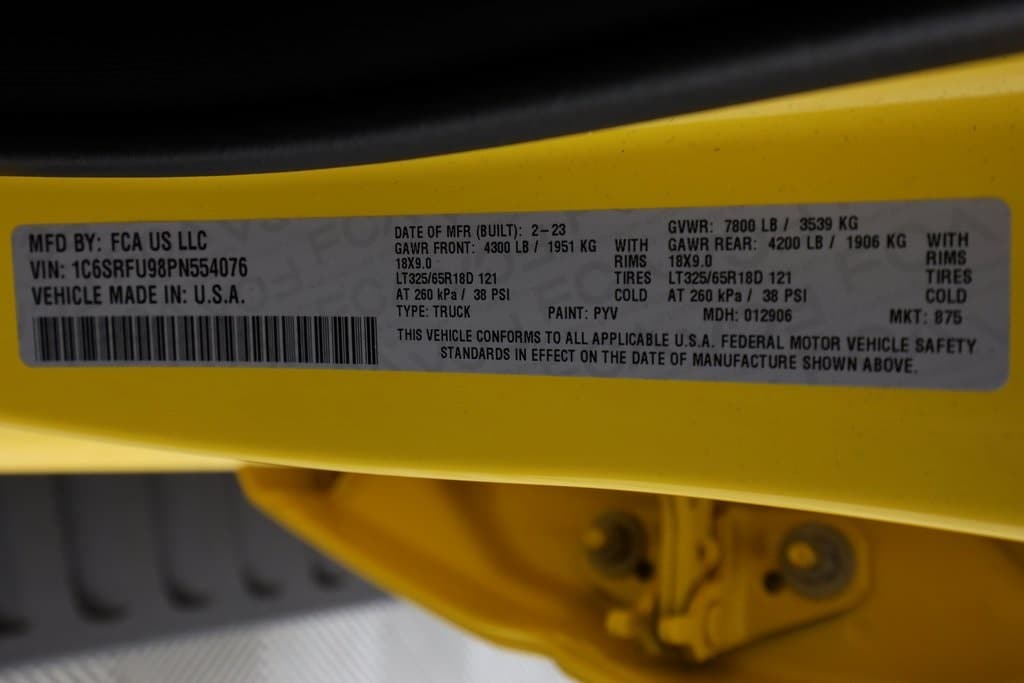 MFD BY: FCA US LLC
VIN: 1C6SRFU98PN554076
VEHICLE MADE IN: U.S.A.
DATE OF MFR (BUILT): 2-23
GAWR FRONT: 4300 LB / 1951 KG WITH
18X9.0 RIMS
LT325/65R18D 121 TIRES
AT 260 kPa / 38 PSI COLD
GVWR: 7800 LB / 3539 KG
GAWR REAR: 4200 LB / 1906 KG WITH
18X9.0 RIMS
LT325/65R18D 121 TIRES
AT 260 kPa / 38 PSI COLD
TYPE: TRUCK PAINT: PYV MDH: 012906 MKT: 875
THIS VEHICLE CONFORMS TO ALL APPLICABLE U.S.A. FEDERAL MOTOR VEHICLE SAFETY
STANDARDS IN EFFECT ON THE DATE OF MANUFACTURE SHOWN ABOVE.